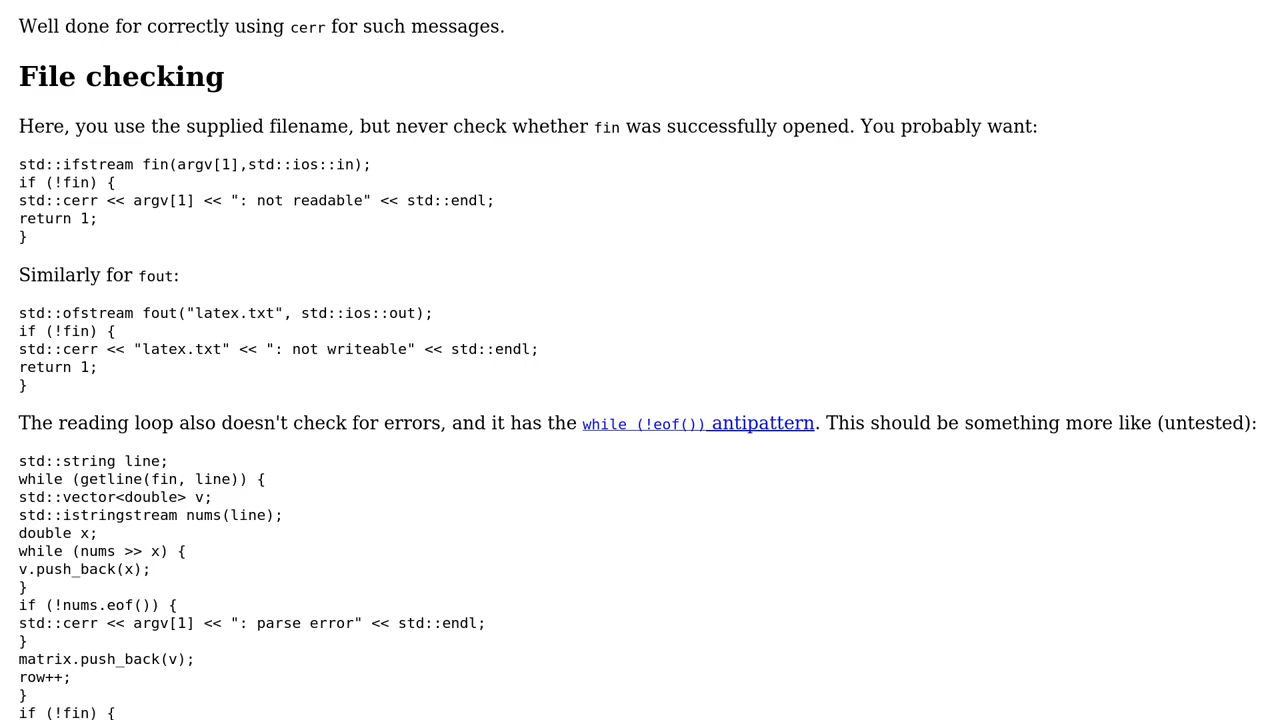 Well done for correctly using cerr for such messages.
File checking
Here, you use the supplied filename, but never check whether fin was successfully opened. You probably want:
std::ifstream fin(argv[1],std::ios::in);
if (!fin) {
std::cerr << argv[1] << ": not readable" << std::endl;
return 1;
}
Similarly for fout:
std::ofstream fout("latex.txt", std::ios::out);
if (!fin) {
std::cerr << "latex.txt" << ": not writeable" << std::endl;
return 1;
}
The reading loop also doesn't check for errors, and it has the while (!eof()) antipattern. This should be something more like (untested):
std::string line;
while (getline(fin, line)) {
std::vector<double> v;
std::istringstream nums(line);
double x;
while (nums >> x) {
v.push_back(x);
}
if (!nums.eof()) {
std::cerr << argv[1] << ": parse error" << std::endl;
}
matrix.push_back(v);
row++;
}
if (!fin) {